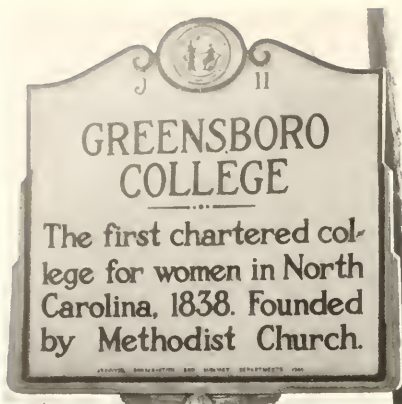 J 11
GREENSBORO
COLLEGE
The first chartered col-
lege for women in North
Carolina, 1838. Founded
by Methodist Church.